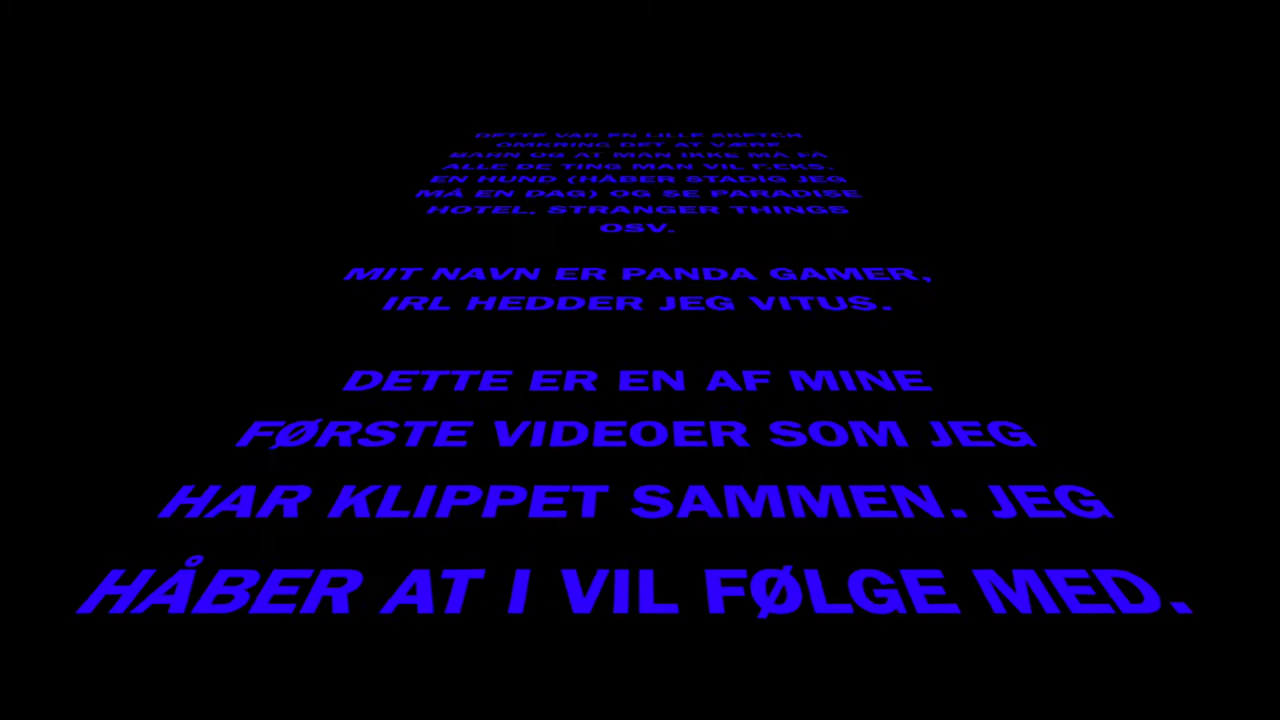 DETTE VAR EN LILLE SKETCH
OMKRING DET AT VÆRE
BARN OG AT MAN IKKE MÅ FÅ
ALLE DE TING MAN VIL F.EKS.
EN HUND (HÅBER STADIG JEG
MÅ EN DAG) OG SE PARADISE
HOTEL, STRANGER THINGS
OSV.
MIT NAVN ER PANDA GAMER,
IRL HEDDER JEG VITUS.
DETTE ER EN AF MINE
FØRSTE VIDEOER SOM JEG
HAR KLIPPET SAMMEN. JEG
HÅBER AT I VIL FØLGE MED.